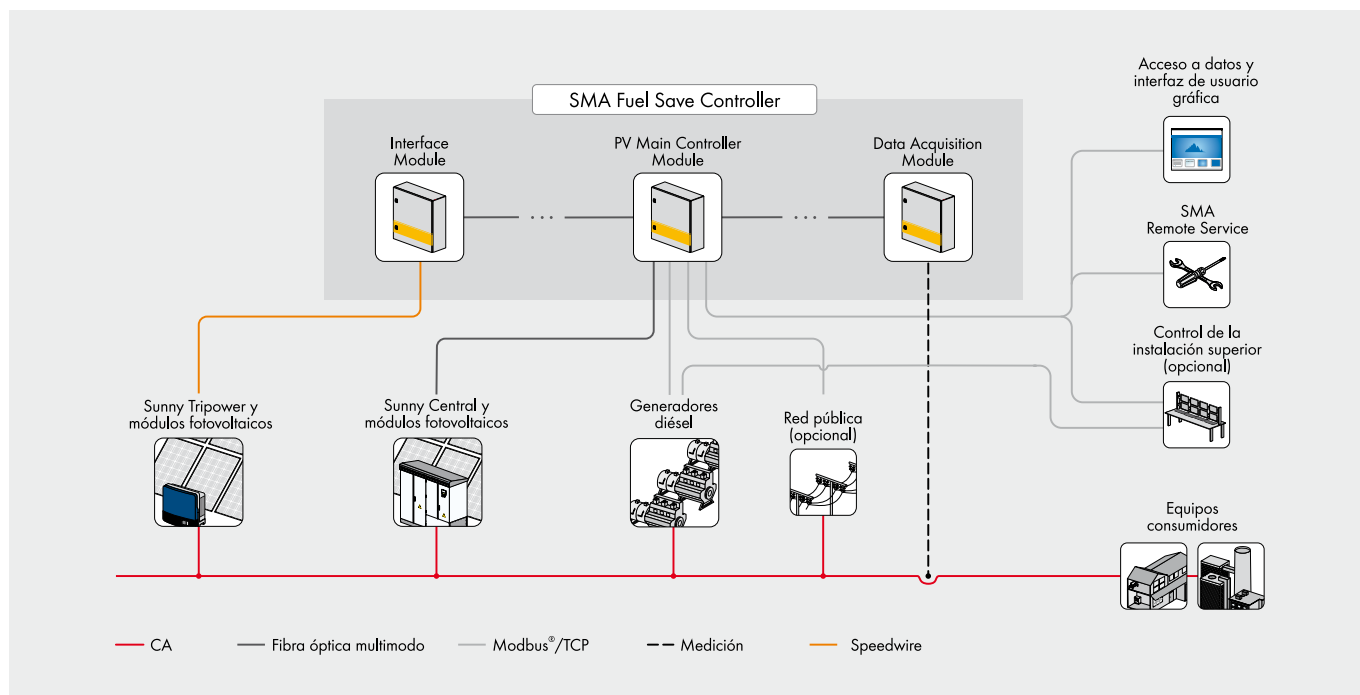 Acceso a datos y
interfaz de usuario
gráfica
SMA Fuel Save Controller
Interface
Module
PV Main Controller
Module
Data Acquisition
Module
SMA
Remote Service
Control de la
instalación superior
(opcional)
Sunny Tripower y
módulos fotovoltaicos
Sunny Central y
módulos fotovoltaicos
Generadores
diésel
Red pública
(opcional)
Equipos
consumidores
CA
Fibra óptica multimodo
Modbus®/TCP
Medición
Speedwire